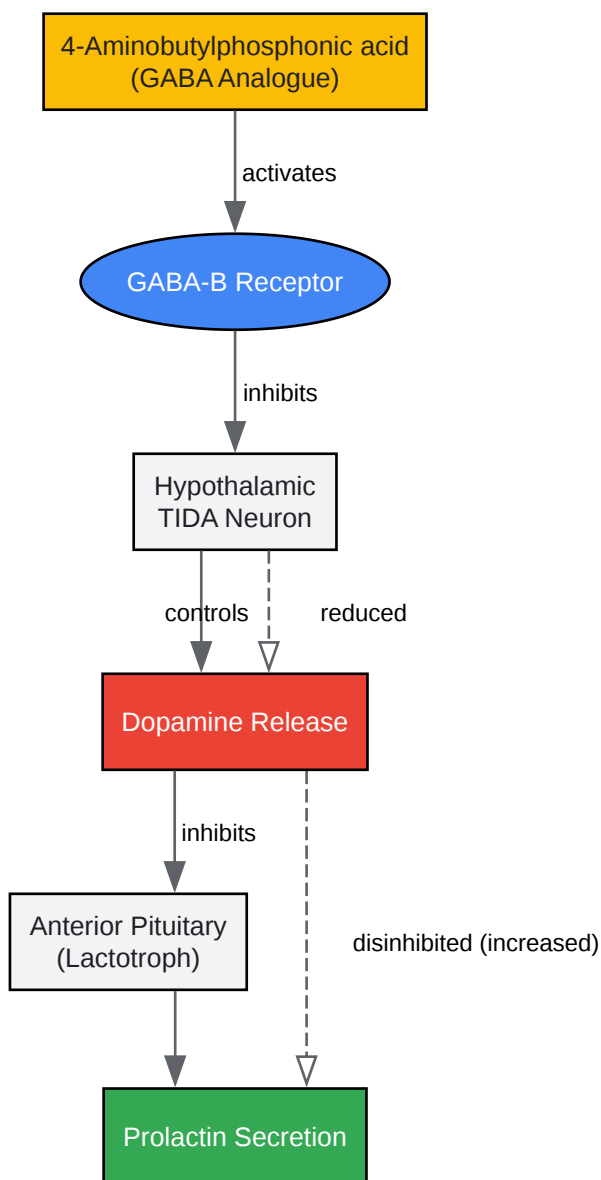 4-Aminobutylphosphonic acid
(GABA Analogue)
activates
GABA-B Receptor
inhibits
Hypothalamic
TIDA Neuron
controls
reduced
Dopamine Release
inhibits
Anterior Pituitary
(Lactotroph)
disinhibited (increased)
Prolactin Secretion